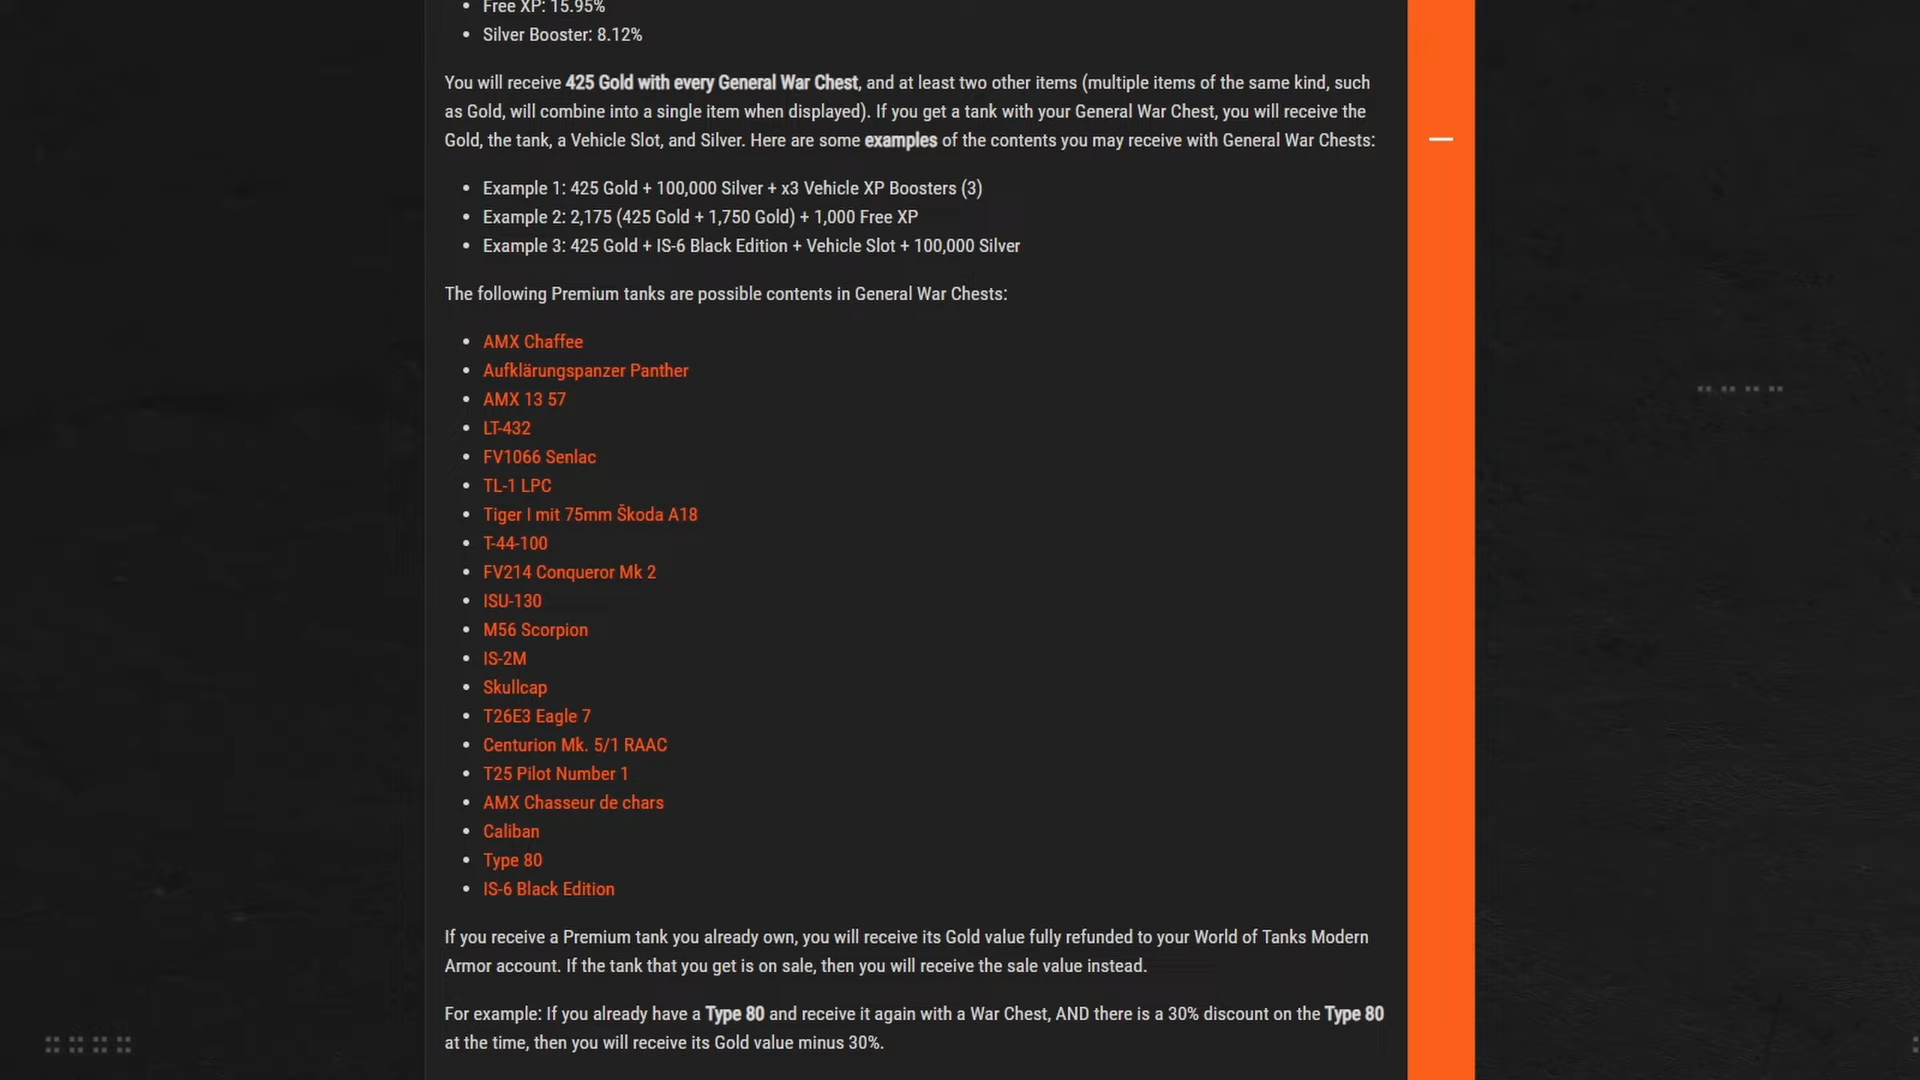 Free XP: 15.95%
Silver Booster: 8.12%
You will receive 425 Gold with every General War Chest, and at least two other items (multiple items of the same kind, such
as Gold, will combine into a single item when displayed). If you get a tank with your General War Chest, you will receive the
Gold, the tank, a Vehicle Slot, and Silver. Here are some examples of the contents you may receive with General War Chests:
Example 1: 425 Gold + 100,000 Silver + x3 Vehicle XP Boosters (3)
Example 2: 2,175 (425 Gold + 1,750 Gold) + 1,000 Free XP
Example 3: 425 Gold + IS-6 Black Edition + Vehicle Slot + 100,000 Silver
The following Premium tanks are possible contents in General War Chests:
AMX Chaffee
Aufklärungspanzer Panther
AMX 13 57
LT-432
FV1066 Senlac
TL-1 LPC
Tiger I mit 75mm Škoda A18
T-44-100
FV214 Conqueror Mk 2
ISU-130
M56 Scorpion
IS-2M
Skullcap
T26E3 Eagle 7
Centurion Mk. 5/1 RAAC
T25 Pilot Number 1
AMX Chasseur de chars
Caliban
Type 80
IS-6 Black Edition
If you receive a Premium tank you already own, you will receive its Gold value fully refunded to your World of Tanks Modern
Armor account. If the tank that you get is on sale, then you will receive the sale value instead.
For example: If you already have a Type 80 and receive it again with a War Chest, AND there is a 30% discount on the Type 80
at the time, then you will receive its Gold value minus 30%.